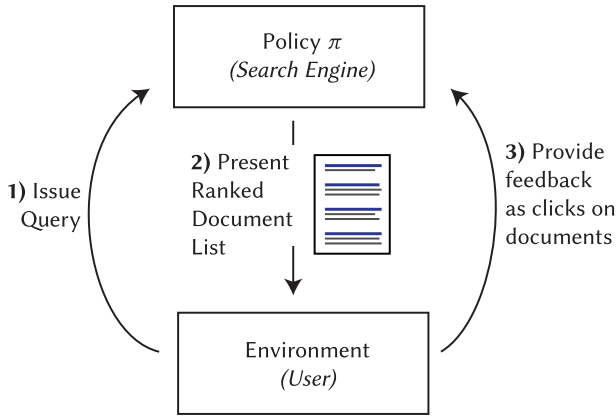 Policy π
(Search Engine)
1) Issue
Query
2) Present
Ranked
Document
List
3) Provide
feedback
as clicks on
documents
Environment
(User)